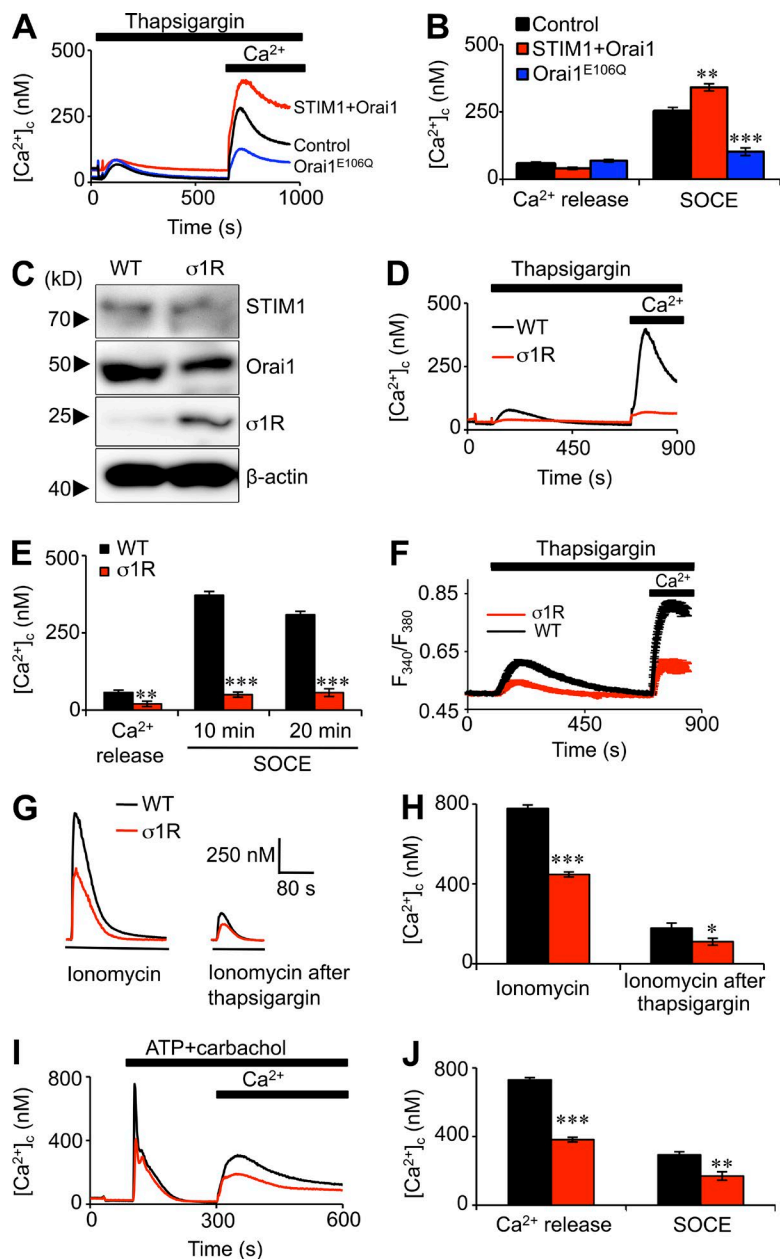 A
Thapsigargin
Ca²⁺
500
250
0
[Ca²⁺]c (nM)
STIM1+Orai1
Control
Orai1^E106Q
0 500 1000
Time (s)
B
Control
STIM1+Orai1
Orai1^E106Q
500
250
0
[Ca²⁺]c (nM)
**
***
Ca²⁺ release SOCE
C
(kD) WT σ1R
70 STIM1
50 Orai1
25 σ1R
40 β-actin
D
Thapsigargin
Ca²⁺
500
250
0
[Ca²⁺]c (nM)
WT
σ1R
0 450 900
Time (s)
E
WT
σ1R
500
250
0
[Ca²⁺]c (nM)
** *** ***
Ca²⁺ release
10 min 20 min
SOCE
F
Thapsigargin
Ca²⁺
0.85
0.65
0.45
F340/F380
σ1R
WT
0 450 900
Time (s)
G
WT
σ1R
250 nM
80 s
Ionomycin
Ionomycin after
thapsigargin
H
800
400
0
[Ca²⁺]c (nM)
***
*
Ionomycin
Ionomycin after
thapsigargin
I
ATP+carbachol
Ca²⁺
800
400
0
[Ca²⁺]c (nM)
0 300 600
Time (s)
J
800
400
0
[Ca²⁺]c (nM)
***
**
Ca²⁺ release SOCE